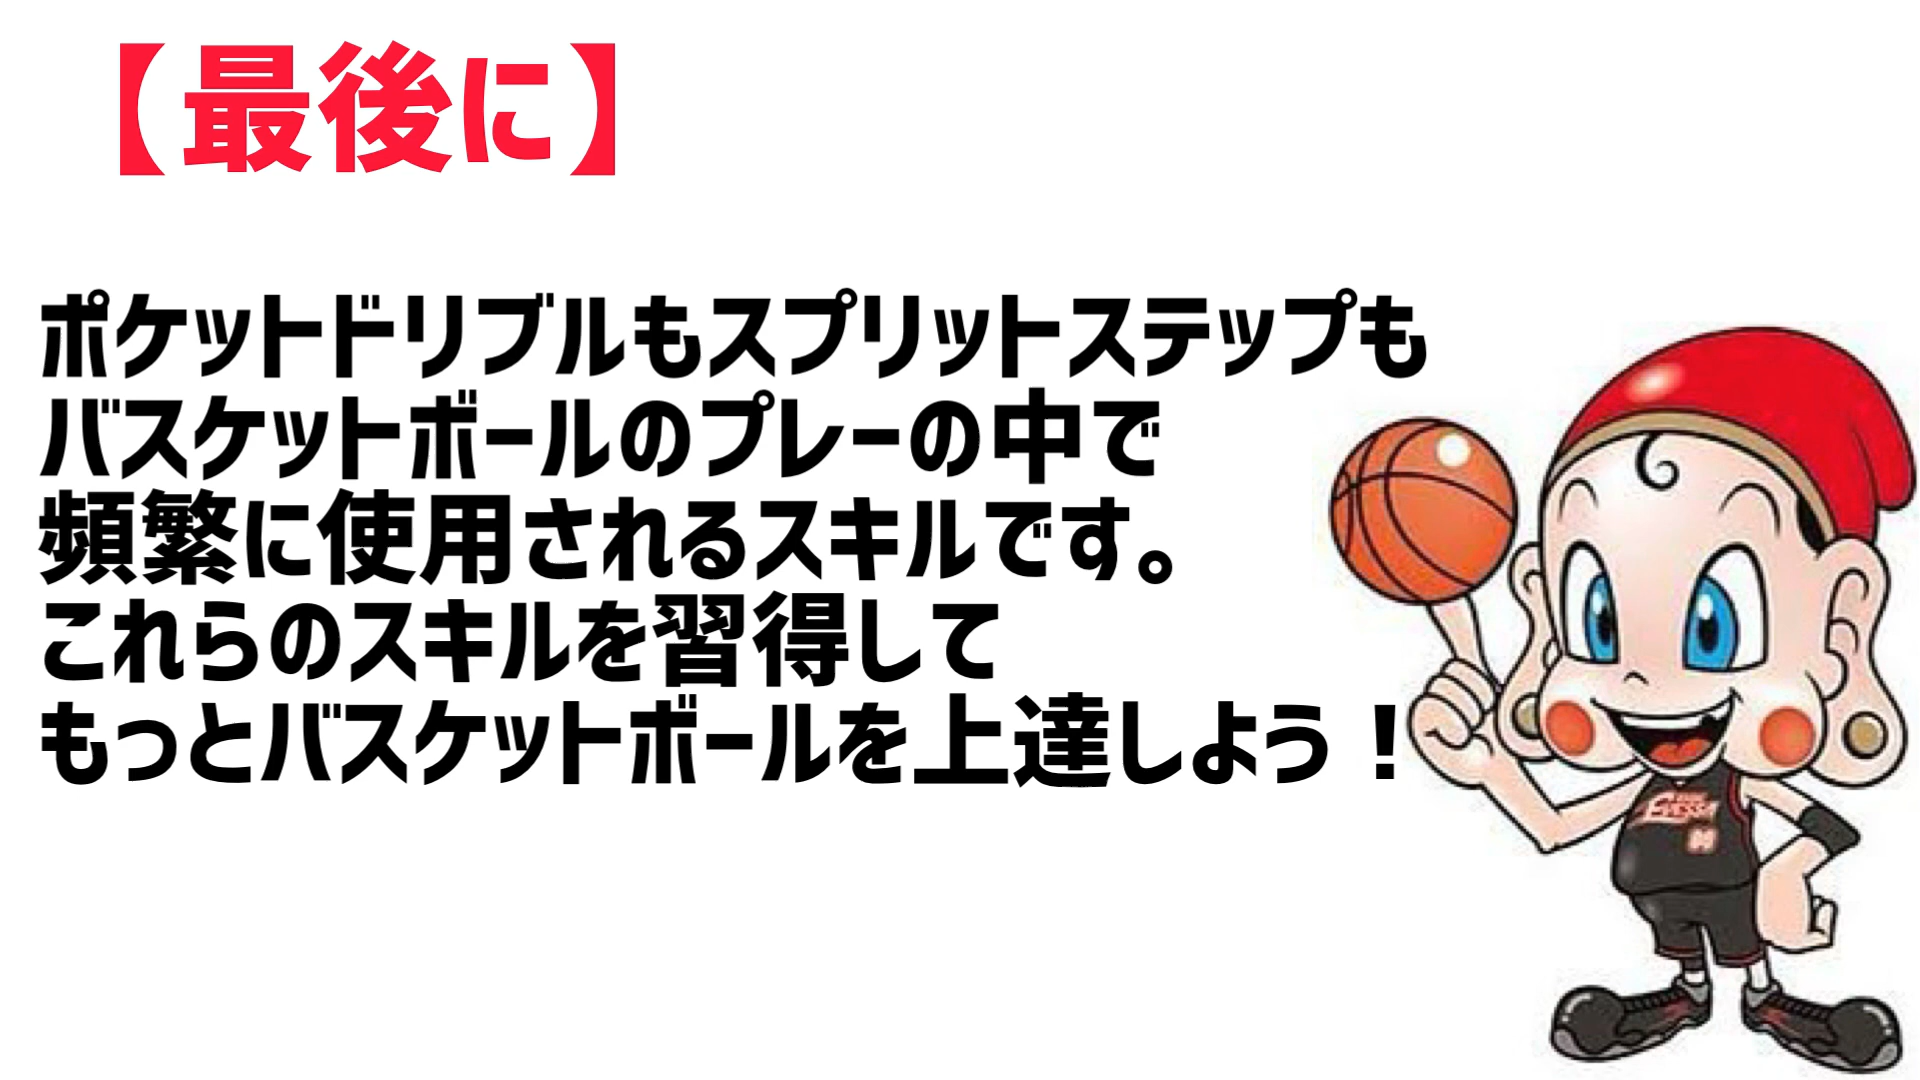 【最後に】
ポケットドリブルもスプリットステップも
バスケットボールのプレーの中で
頻繁に使用されるスキルです。
これらのスキルを習得して
もっとバスケットボールを上達しよう！